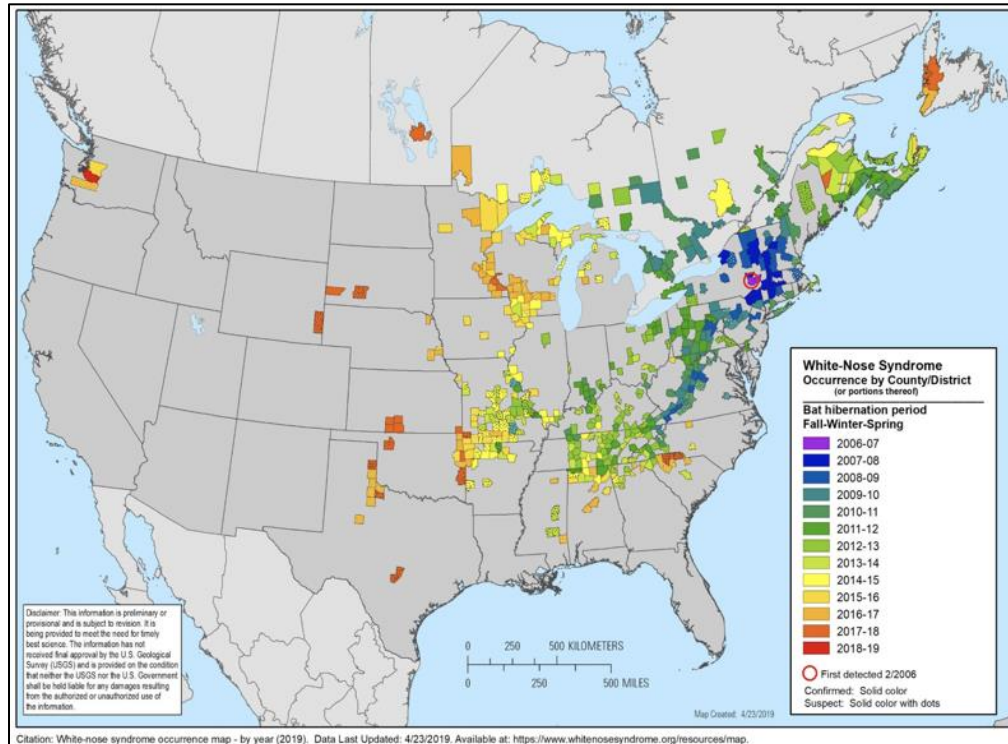 White-Nose Syndrome
Occurrence by County/District
(or portions thereof)
Bat hibernation period
Fall-Winter-Spring
2006-07
2007-08
2008-09
2009-10
2010-11
2011-12
2012-13
2013-14
2014-15
2015-16
2016-17
2017-18
2018-19
First detected 2/2006
Confirmed: Solid color
Suspect: Solid color with dots
Disclaimer: This information is preliminary or
provisional and is subject to revision. It is
being provided to meet the need for timely
best science. The information has not
received final approval by the U.S. Geological
Survey (USGS) and is provided on the condition
that neither the USGS nor the U.S. Government
shall be held liable for any damages resulting
from the authorized or unauthorized use of
the information.
0 250 500 KILOMETERS
0 250 500 MILES
Map Created: 4/23/2019
Citation: White-nose syndrome occurrence map - by year (2019). Data Last Updated: 4/23/2019. Available at: https://www.whitenosesyndrome.org/resources/map.